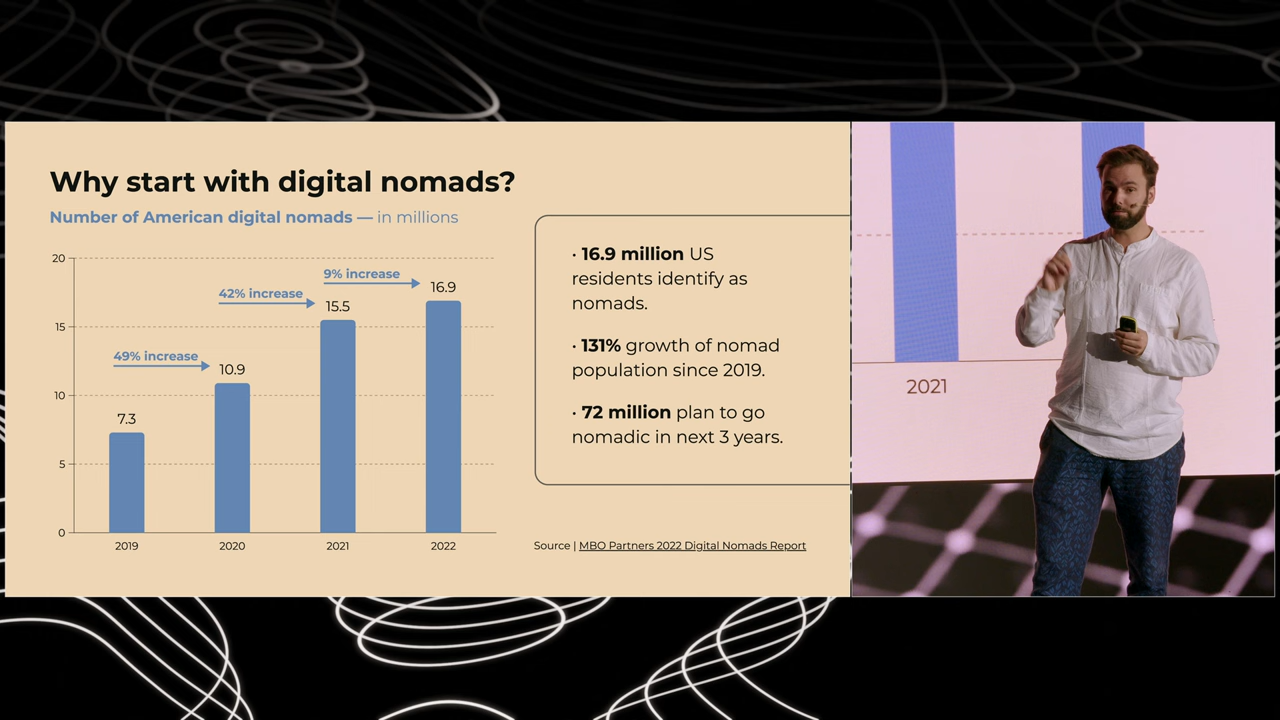 Why start with digital nomads?
Number of American digital nomads — in millions
20
15
10
5
0
49% increase
42% increase
9% increase
7.3
10.9
15.5
16.9
2019
2020
2021
2022
· 16.9 million US
residents identify as
nomads.
· 131% growth of nomad
population since 2019.
· 72 million plan to go
nomadic in next 3 years.
Source | MBO Partners 2022 Digital Nomads Report
2021